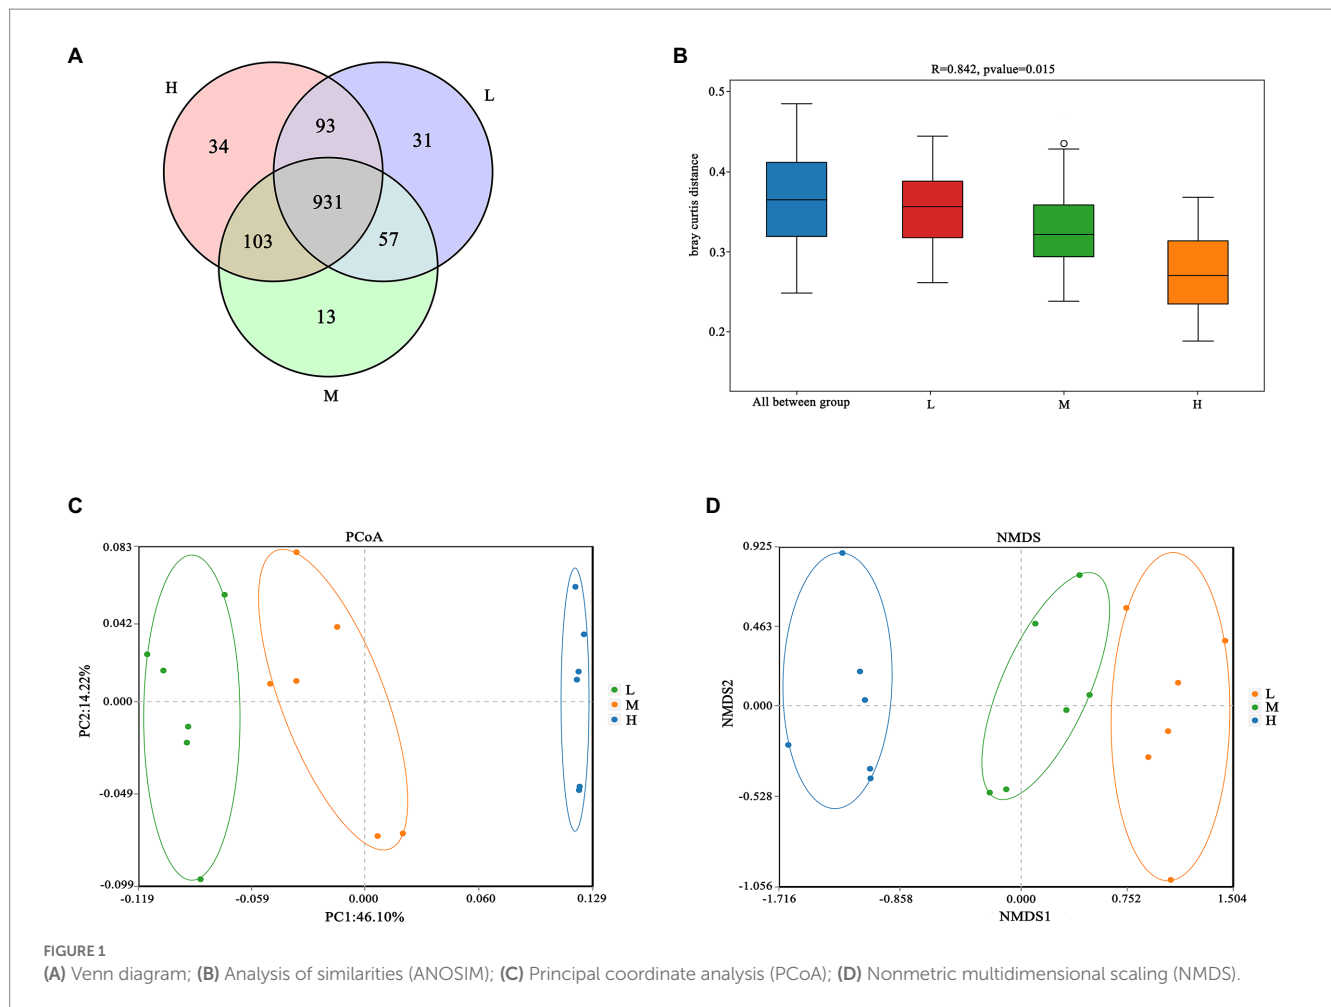 A
H
L
34
93
31
931
103
57
13
M
B
R=0.842, pvalue=0.015
0.5
0.4
0.3
0.2
bray curtis distance
All between group
L
M
H
C
PCoA
0.083
0.042
0.000
-0.049
-0.099
PC2:14.22%
-0.119
-0.059
0.000
0.060
0.129
PC1:46.10%
L
M
H
D
NMDS
0.925
0.463
0.000
-0.528
-1.056
NMDS2
-1.716
-0.858
0.000
0.752
1.504
NMDS1
L
M
H
FIGURE 1
(A) Venn diagram; (B) Analysis of similarities (ANOSIM); (C) Principal coordinate analysis (PCoA); (D) Nonmetric multidimensional scaling (NMDS).